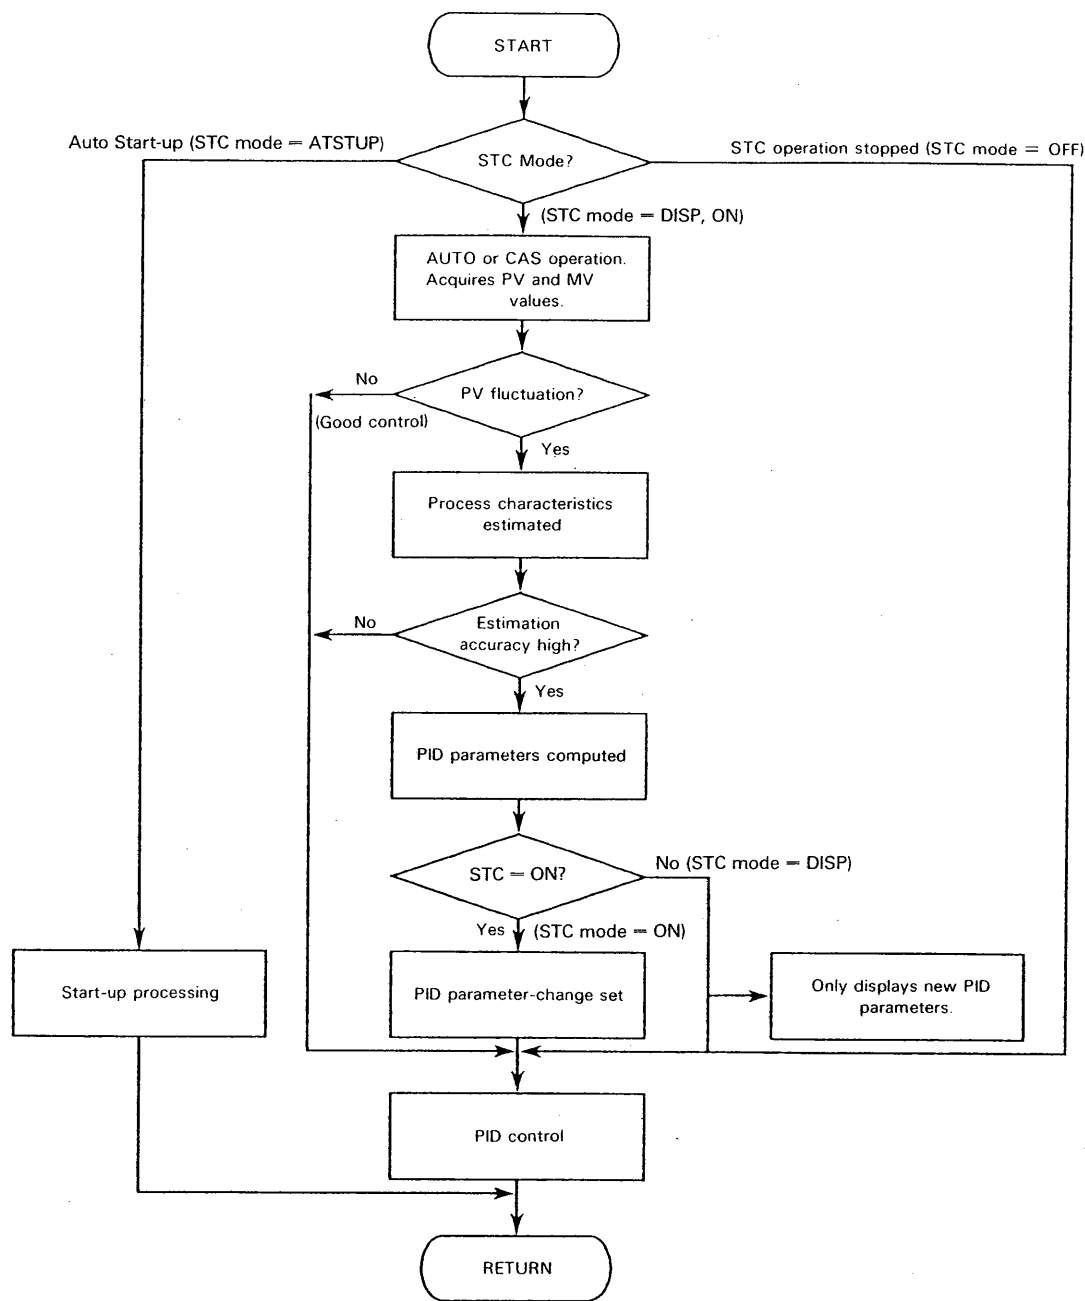 START
Auto Start-up (STC mode = ATSTUP)
STC Mode?
STC operation stopped (STC mode = OFF)
(STC mode = DISP, ON)
AUTO or CAS operation.
Acquires PV and MV
values.
No
PV fluctuation?
(Good control)
Yes
Process characteristics
estimated
No
Estimation
accuracy high?
Yes
PID parameters computed
STC = ON?
No (STC mode = DISP)
Yes
(STC mode = ON)
Start-up processing
PID parameter-change set
Only displays new PID
parameters.
PID control
RETURN